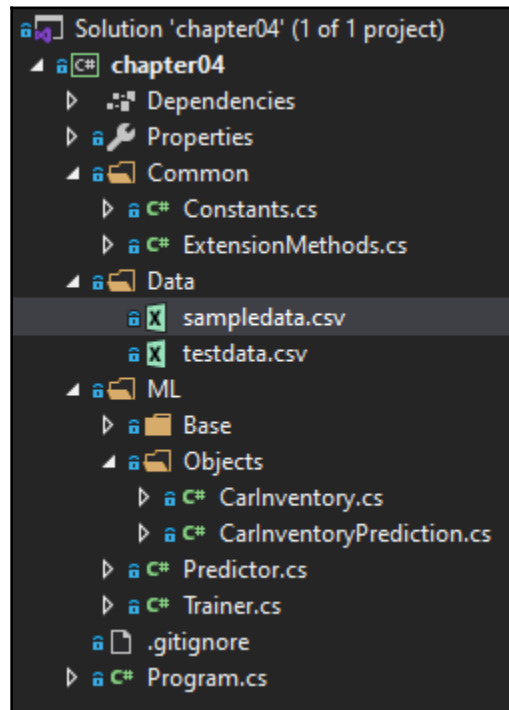 Solution 'chapter04' (1 of 1 project)
C# chapter04
Dependencies
Properties
Common
C# Constants.cs
C# ExtensionMethods.cs
Data
X sampledata.csv
X testdata.csv
ML
Base
Objects
C# CarInventory.cs
C# CarInventoryPrediction.cs
C# Predictor.cs
C# Trainer.cs
.gitignore
C# Program.cs